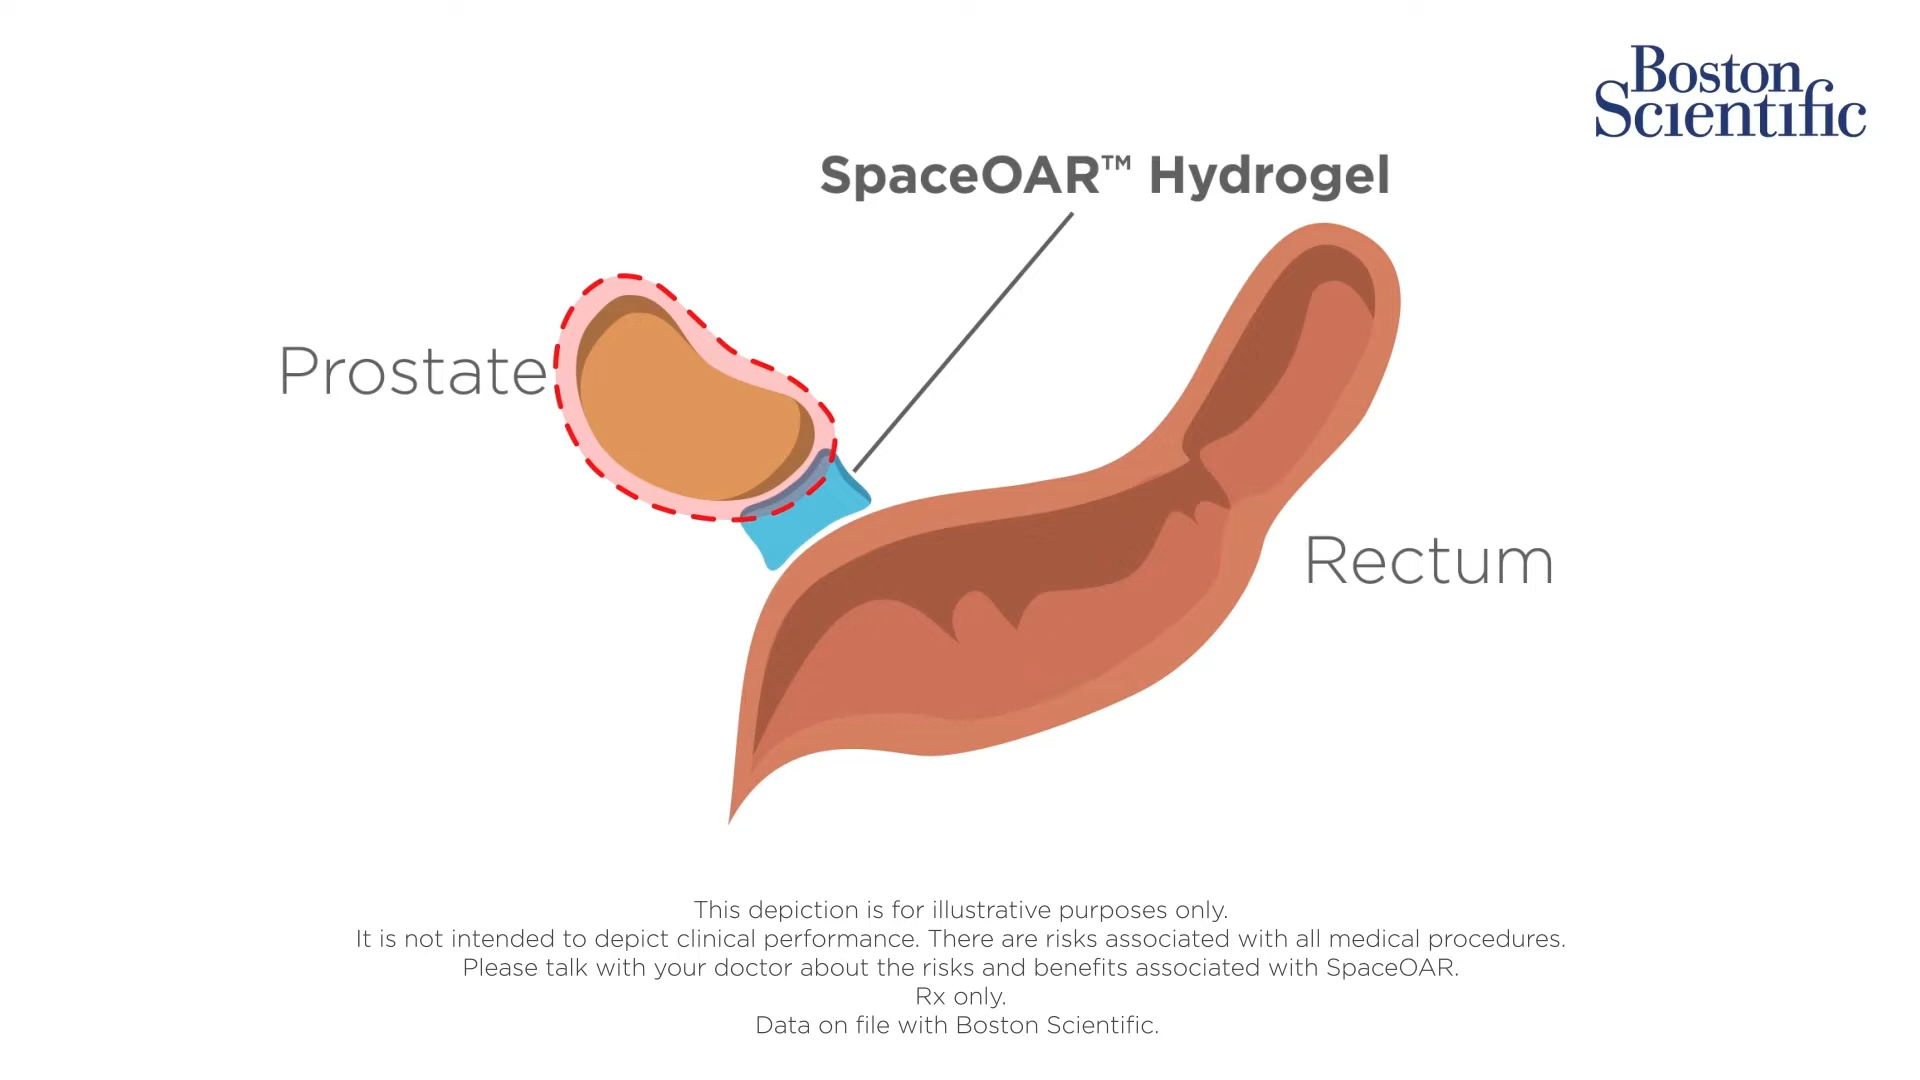 Boston
Scientific
SpaceOAR™ Hydrogel
Prostate
Rectum
This depiction is for illustrative purposes only.
It is not intended to depict clinical performance. There are risks associated with all medical procedures.
Please talk with your doctor about the risks and benefits associated with SpaceOAR.
Rx only.
Data on file with Boston Scientific.